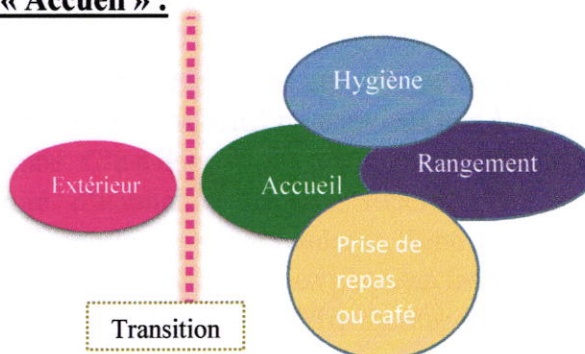 « Accueil » :
Hygiène
Extérieur
Accueil
Rangement
Prise de
repas
ou café
Transition